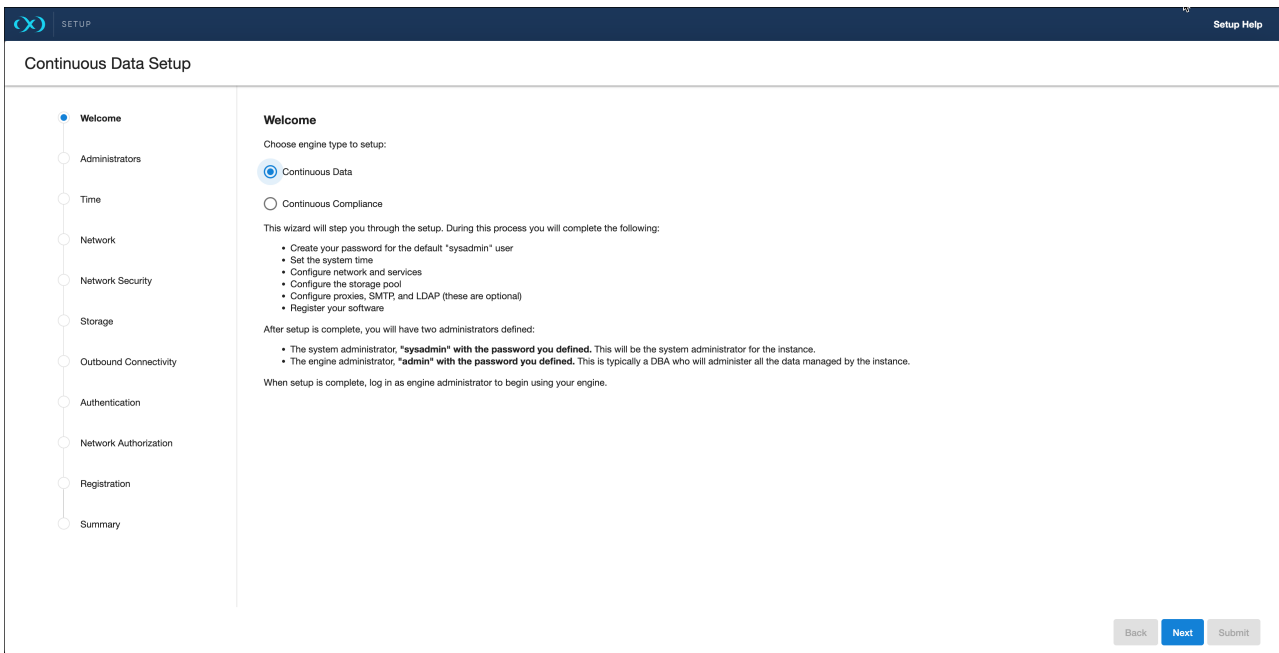 SETUP
Setup Help
Continuous Data Setup
Welcome
Administrators
Time
Network
Network Security
Storage
Outbound Connectivity
Authentication
Network Authorization
Registration
Summary
Welcome
Choose engine type to setup:
Continuous Data
Continuous Compliance
This wizard will step you through the setup. During this process you will complete the following:
• Create your password for the default "sysadmin" user
• Set the system time
• Configure network and services
• Configure the storage pool
• Configure proxies, SMTP, and LDAP (these are optional)
• Register your software
After setup is complete, you will have two administrators defined:
• The system administrator, "sysadmin" with the password you defined. This will be the system administrator for the instance.
• The engine administrator, "admin" with the password you defined. This is typically a DBA who will administer all the data managed by the instance.
When setup is complete, log in as engine administrator to begin using your engine.
Back
Next
Submit